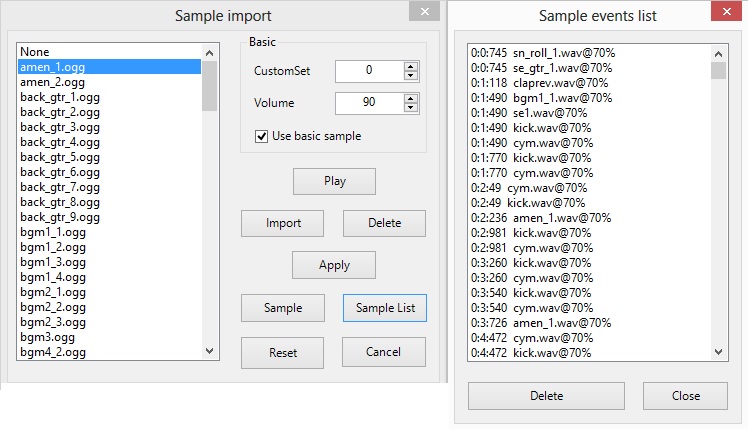 Sample import
None
amen_1.ogg
amen_2.ogg
back_gtr_1.ogg
back_gtr_2.ogg
back_gtr_3.ogg
back_gtr_4.ogg
back_gtr_5.ogg
back_gtr_6.ogg
back_gtr_7.ogg
back_gtr_8.ogg
back_gtr_9.ogg
bgm1_1.ogg
bgm1_2.ogg
bgm1_3.ogg
bgm1_4.ogg
bgm2_1.ogg
bgm2_2.ogg
bgm2_3.ogg
bgm3.ogg
bgm4_2.ogg
Basic
CustomSet 0
Volume 90
Use basic sample
Play
Import Delete
Apply
Sample Sample List
Reset Cancel
Sample events list
0:0:745 sn_roll_1.wav@70%
0:0:745 se_gtr_1.wav@70%
0:1:118 claprev.wav@70%
0:1:490 bgm1_1.wav@70%
0:1:490 se1.wav@70%
0:1:490 kick.wav@70%
0:1:490 cym.wav@70%
0:1:770 kick.wav@70%
0:1:770 cym.wav@70%
0:2:49 cym.wav@70%
0:2:49 kick.wav@70%
0:2:236 amen_1.wav@70%
0:2:981 kick.wav@70%
0:2:981 cym.wav@70%
0:3:260 kick.wav@70%
0:3:260 cym.wav@70%
0:3:540 kick.wav@70%
0:3:540 cym.wav@70%
0:3:726 amen_1.wav@70%
0:4:472 cym.wav@70%
0:4:472 kick.wav@70%
Delete Close